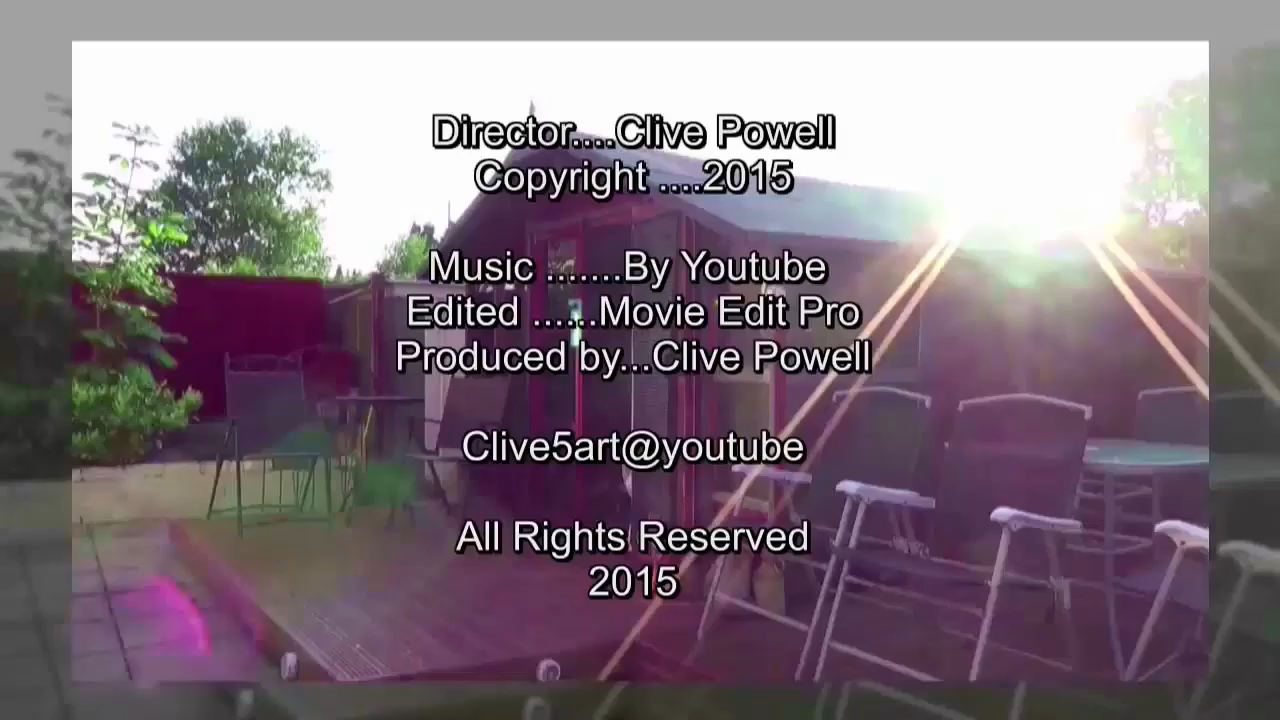 Director....Clive Powell
Copyright ....2015
Music .......By Youtube
Edited ......Movie Edit Pro
Produced by...Clive Powell
Clive5art@youtube
All Rights Reserved
2015